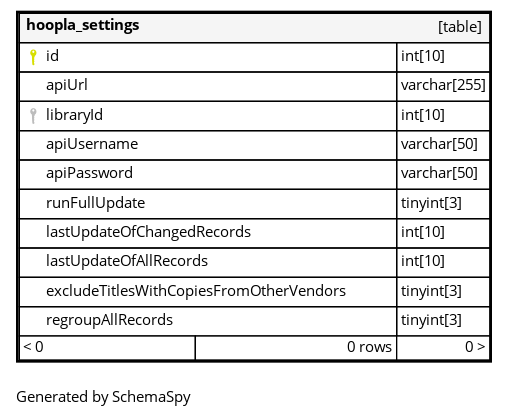 hoopla_settings [table]
id int[10]
apiUrl varchar[255]
libraryId int[10]
apiUsername varchar[50]
apiPassword varchar[50]
runFullUpdate tinyint[3]
lastUpdateOfChangedRecords int[10]
lastUpdateOfAllRecords int[10]
excludeTitlesWithCopiesFromOtherVendors tinyint[3]
regroupAllRecords tinyint[3]
< 0 0 rows 0 >
Generated by SchemaSpy